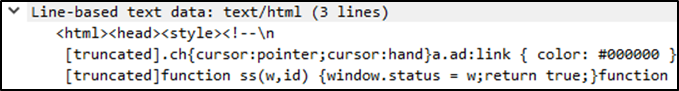 Line-based text data: text/html (3 lines)
<html><head><style><!--\n
[truncated].ch{cursor:pointer;cursor:hand}a.ad:link { color: #000000 }
[truncated]function ss(w,id) {window.status = w;return true;}function